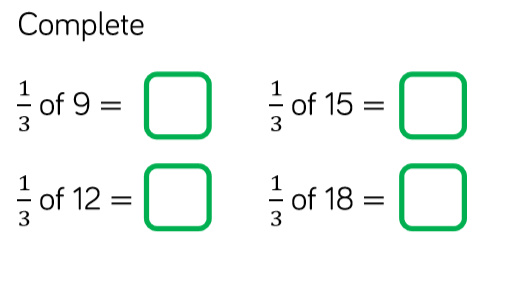 Complete
1/3 of 9 =
1/3 of 15 =
1/3 of 12 =
1/3 of 18 =